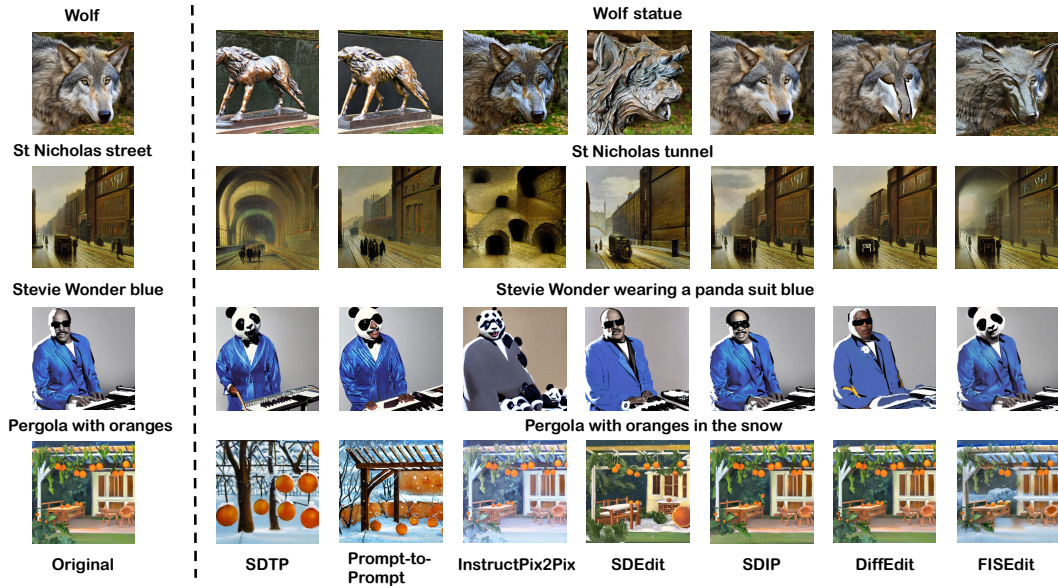 Wolf
Wolf statue
St Nicholas street
St Nicholas tunnel
Stevie Wonder blue
Stevie Wonder wearing a panda suit blue
Pergola with oranges
Pergola with oranges in the snow
Original
SDTP
Prompt-to-
Prompt
InstructPix2Pix
SDEdit
SDIP
DiffEdit
FISEdit